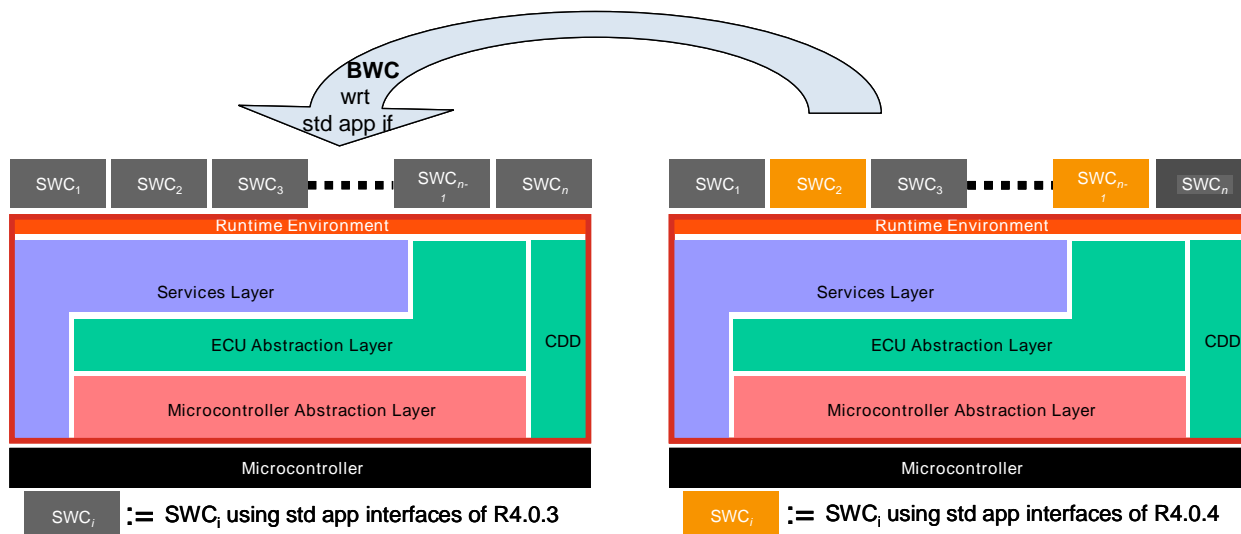 BWC
wrt
std app if
SWC1 SWC2 SWC3 SWCn-1 SWCn
SWC1 SWC2 SWC3 SWCn-1 SWCn
Runtime Environment
Runtime Environment
Services Layer
Services Layer
ECU Abstraction Layer
CDD
ECU Abstraction Layer
CDD
Microcontroller Abstraction Layer
Microcontroller Abstraction Layer
Microcontroller
Microcontroller
SWCi := SWCi using std app interfaces of R4.0.3
SWCi := SWCi using std app interfaces of R4.0.4